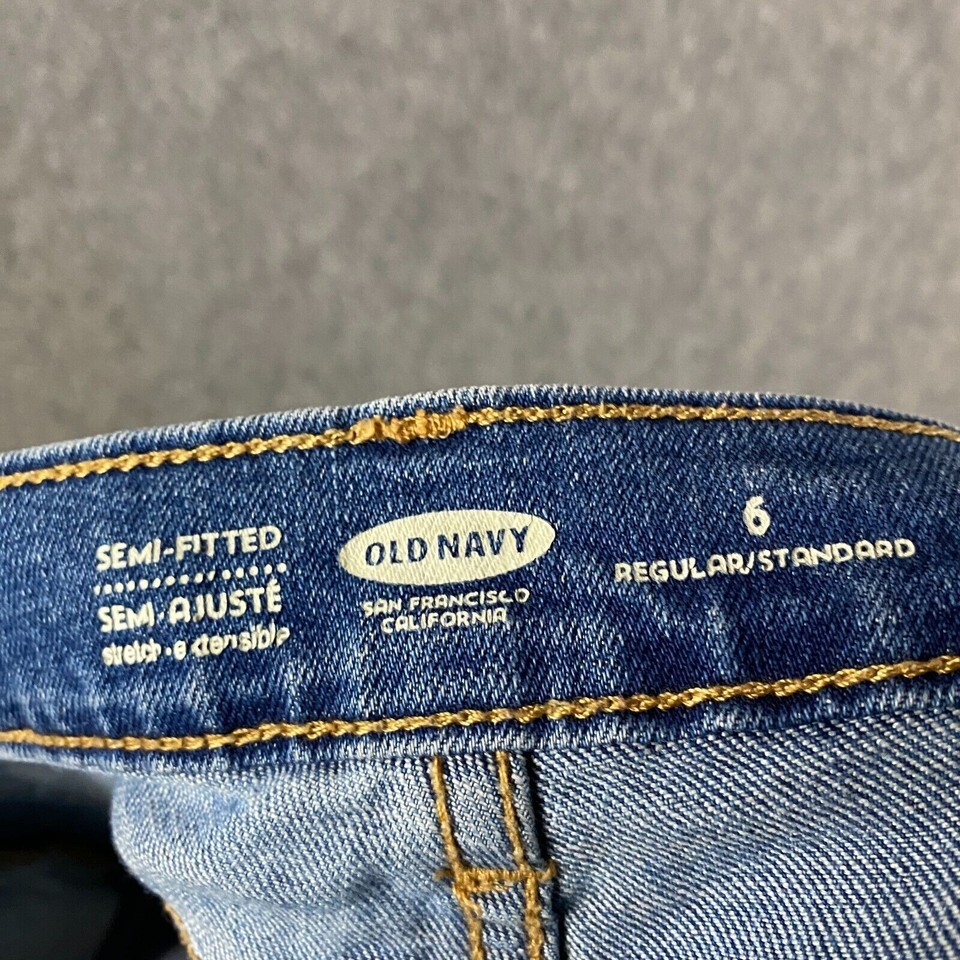 SEMI-FITTED
SEMI-AJUSTÉ
stretch • extensible
OLD NAVY
SAN FRANCISCO
CALIFORNIA
6
REGULAR/STANDARD